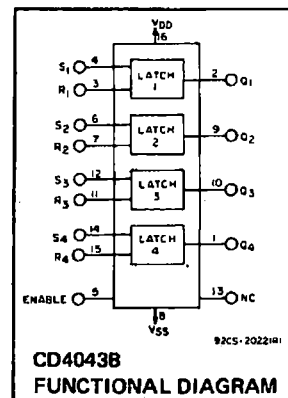 VDD
16
S1 4
R1 3
LATCH
1
2 Q1
S2 6
R2 7
LATCH
2
9 Q2
S3 12
R3 11
LATCH
3
10 Q3
S4 14
R4 15
LATCH
4
1 Q4
ENABLE 5
13 NC
8
VSS
92CS-20221R1
CD4043B
FUNCTIONAL DIAGRAM